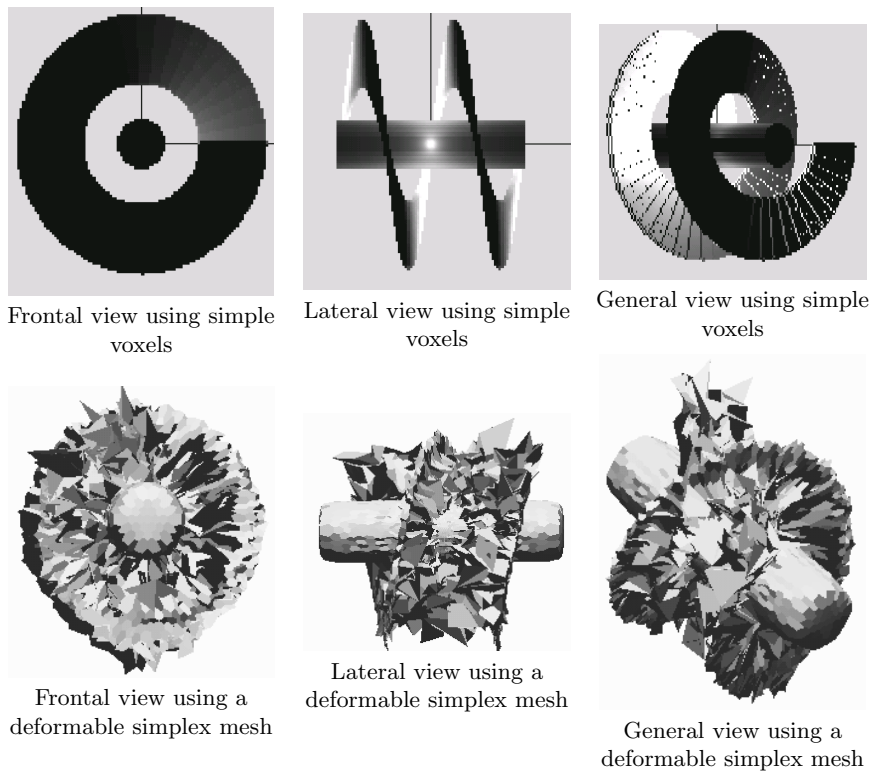 Frontal view using simple
voxels
Lateral view using simple
voxels
General view using simple
voxels
Frontal view using a
deformable simplex mesh
Lateral view using a
deformable simplex mesh
General view using a
deformable simplex mesh